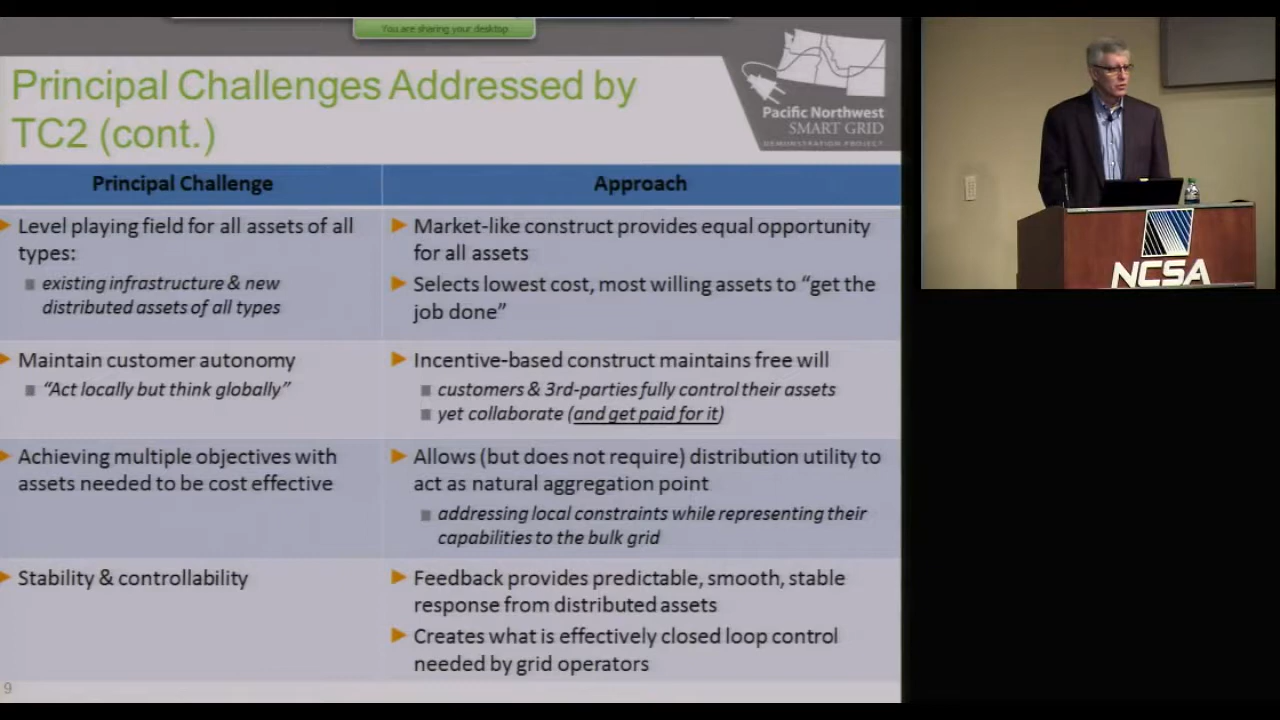 You are sharing your desktop
Principal Challenges Addressed by
TC2 (cont.)
Pacific Northwest
SMART GRID
DEMONSTRATION PROJECT
Principal Challenge
Approach
Level playing field for all assets of all
types:
existing infrastructure & new
distributed assets of all types
Market-like construct provides equal opportunity
for all assets
Selects lowest cost, most willing assets to “get the
job done”
Maintain customer autonomy
“Act locally but think globally”
Incentive-based construct maintains free will
customers & 3rd-parties fully control their assets
yet collaborate (and get paid for it)
Achieving multiple objectives with
assets needed to be cost effective
Allows (but does not require) distribution utility to
act as natural aggregation point
addressing local constraints while representing their
capabilities to the bulk grid
Stability & controllability
Feedback provides predictable, smooth, stable
response from distributed assets
Creates what is effectively closed loop control
needed by grid operators
9
NCSA